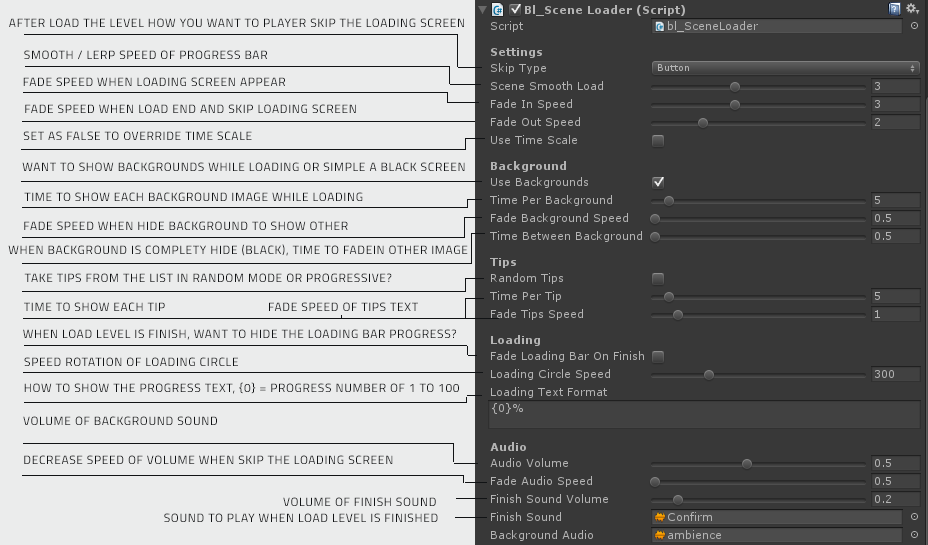 AFTER LOAD THE LEVEL HOW YOU WANT TO PLAYER SKIP THE LOADING SCREEN
SMOOTH / LERP SPEED OF PROGRESS BAR
FADE SPEED WHEN LOADING SCREEN APPEAR
FADE SPEED WHEN LOAD END AND SKIP LOADING SCREEN
SET AS FALSE TO OVERRIDE TIME SCALE
WANT TO SHOW BACKGROUNDS WHILE LOADING OR SIMPLE A BLACK SCREEN
TIME TO SHOW EACH BACKGROUND IMAGE WHILE LOADING
FADE SPEED WHEN HIDE BACKGROUND TO SHOW OTHER
WHEN BACKGROUND IS COMPLETY HIDE (BLACK), TIME TO FADEIN OTHER IMAGE
TAKE TIPS FROM THE LIST IN RANDOM MODE OR PROGRESSIVE?
TIME TO SHOW EACH TIP FADE SPEED OF TIPS TEXT
WHEN LOAD LEVEL IS FINISH, WANT TO HIDE THE LOADING BAR PROGRESS?
SPEED ROTATION OF LOADING CIRCLE
HOW TO SHOW THE PROGRESS TEXT, {0} = PROGRESS NUMBER OF 1 TO 100
VOLUME OF BACKGROUND SOUND
DECREASE SPEED OF VOLUME WHEN SKIP THE LOADING SCREEN
VOLUME OF FINISH SOUND
SOUND TO PLAY WHEN LOAD LEVEL IS FINISHED
Bl_Scene Loader (Script)
Script bl_SceneLoader
Settings
Skip Type Button
Scene Smooth Load 3
Fade In Speed 3
Fade Out Speed 2
Use Time Scale
Background
Use Backgrounds
Time Per Background 5
Fade Background Speed 0.5
Time Between Background 0.5
Tips
Random Tips
Time Per Tip 5
Fade Tips Speed 1
Loading
Fade Loading Bar On Finish
Loading Circle Speed 300
Loading Text Format
{0}%
Audio
Audio Volume 0.5
Fade Audio Speed 0.5
Finish Sound Volume 0.2
Finish Sound Confirm
Background Audio ambience